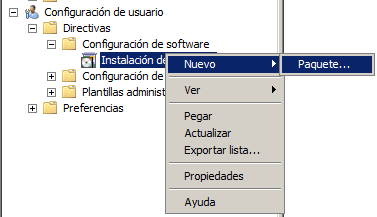 Configuración de usuario
Directivas
Configuración de software
Instalación de
Nuevo
Paquete...
Configuración de
Ver
Plantillas administ
Preferencias
Pegar
Actualizar
Exportar lista...
Propiedades
Ayuda